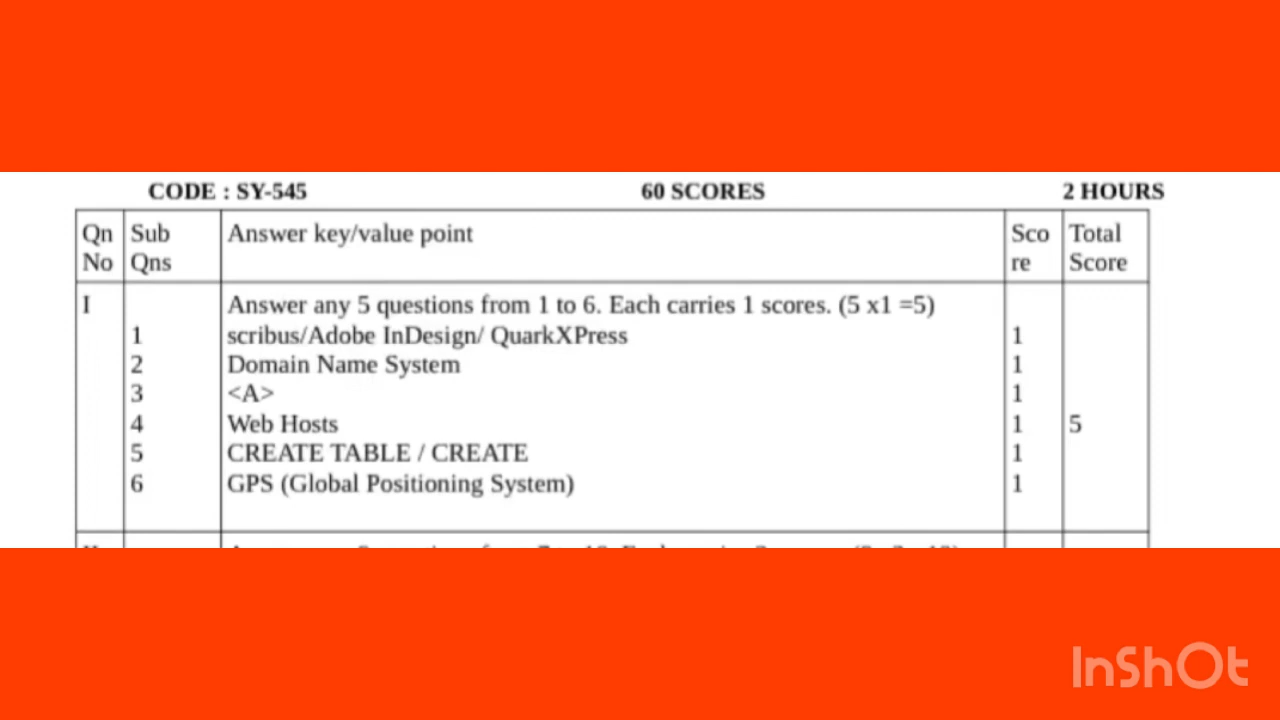 CODE : SY-545 60 SCORES 2 HOURS
Qn No Sub Qns Answer key/value point Sco re Total Score
I Answer any 5 questions from 1 to 6. Each carries 1 scores. (5 x1 =5)
1 scribus/Adobe InDesign/ QuarkXPress 1
2 Domain Name System 1
3 <A> 1
4 Web Hosts 1 5
5 CREATE TABLE / CREATE 1
6 GPS (Global Positioning System) 1
InShOt